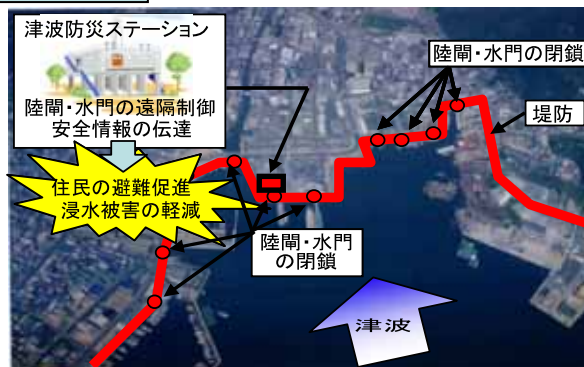 津波防災ステーション
陸閘・水門の遠隔制御
安全情報の伝達
住民の避難促進
浸水被害の軽減
陸閘・水門の閉鎖
堤防
陸閘・水門
の閉鎖
津波